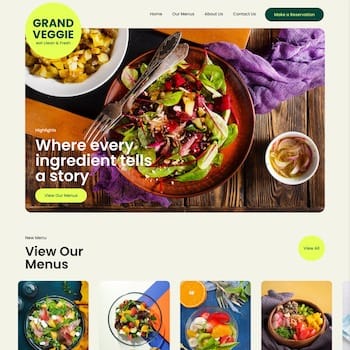 GRAND
VEGGIE
eat clean & Fresh
Home Our Menus About Us Contact Us Make a Reservation
Highlights
Where every
ingredient tells
a story
View Our Menus
New Menu
View Our
Menus
View All